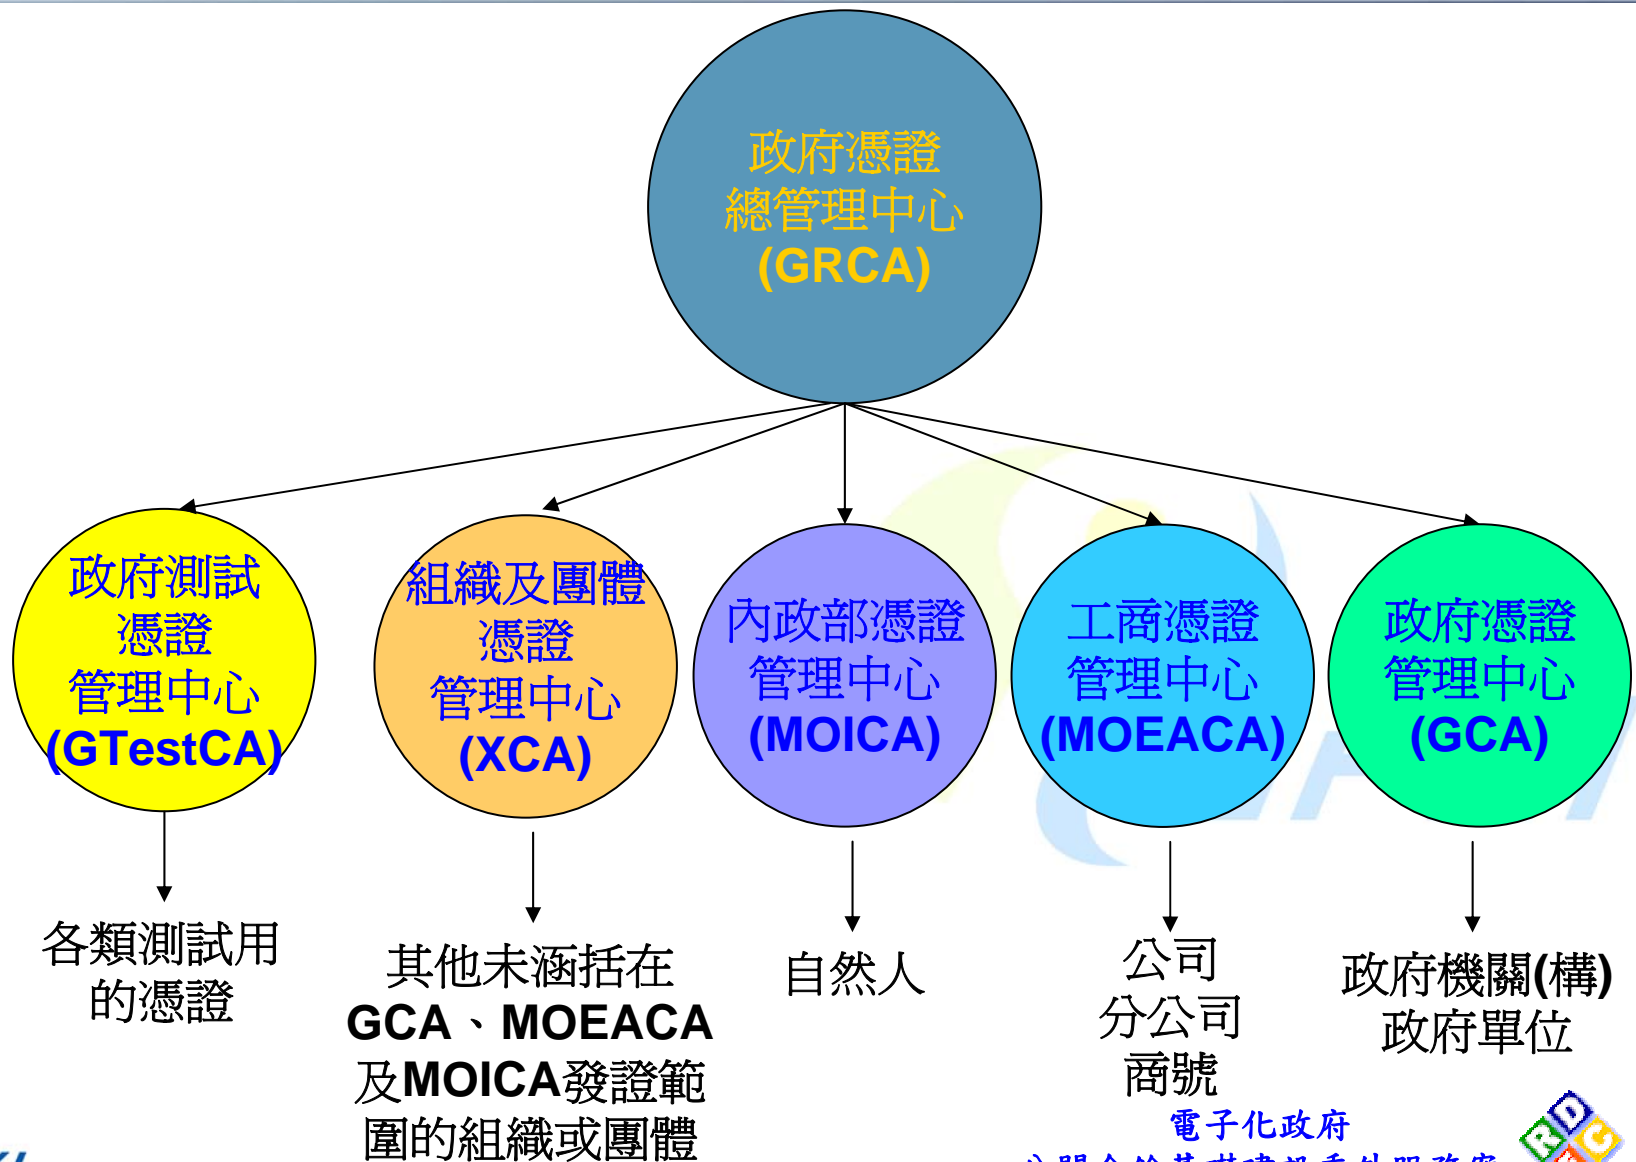 政府憑證
總管理中心
(GRCA)
政府測試
憑證
管理中心
(GTestCA)
組織及團體
憑證
管理中心
(XCA)
內政部憑證
管理中心
(MOICA)
工商憑證
管理中心
(MOEACA)
政府憑證
管理中心
(GCA)
各類測試用
的憑證
其他未涵括在
GCA、MOEACA
及MOICA發證範
圍的組織或團體
自然人
公司
分公司
商號
政府機關(構)
政府單位
電子化政府
R D C